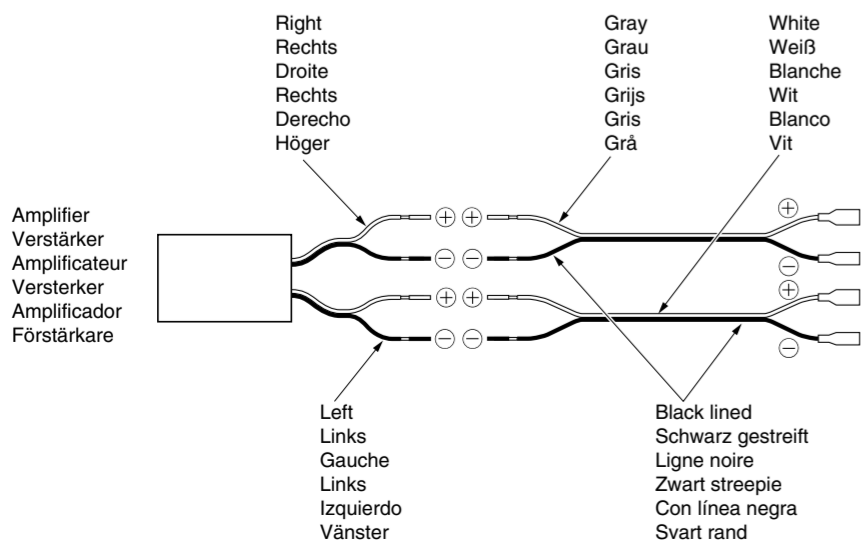 Right
Rechts
Droite
Rechts
Derecho
Höger
Gray
Grau
Gris
Grijs
Gris
Grå
White
Weiß
Blanche
Wit
Blanco
Vit
Amplifier
Verstärker
Amplificateur
Versterker
Amplificador
Förstärkare
+ + +
− − −
+ + +
− − −
Left
Links
Gauche
Links
Izquierdo
Vänster
Black lined
Schwarz gestreift
Ligne noire
Zwart streepie
Con línea negra
Svart rand